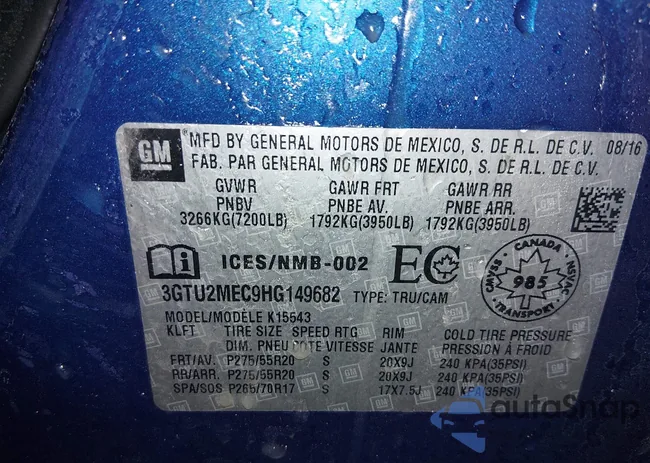 GM MFD BY GENERAL MOTORS DE MEXICO, S. DE R.L. DE C.V. 08/16
FAB. PAR GENERAL MOTORS DE MEXICO, S. DE R.L. DE C.V.
GVWR GAWR FRT GAWR RR
PNBV PNBE AV. PNBE ARR.
3266KG(7200LB) 1792KG(3950LB) 1792KG(3950LB)
i ICES/NMB-002 EC
CANADA
CMVSS NSVAC
985
TRANSPORT
3GTU2MEC9HG149682 TYPE: TRU/CAM
MODEL/MODÈLE K15543
KLFT TIRE SIZE SPEED RTG RIM COLD TIRE PRESSURE
DIM. PNEU COTE VITESSE JANTE PRESSION À FROID
FRT/AV. P275/55R20 S 20X9J 240 KPA(35PSI)
RR/ARR. P275/55R20 S 20X9J 240 KPA(35PSI)
SPA/SOS P265/70R17 S 17X7.5J 240 KPA(35PSI)
autoSnap